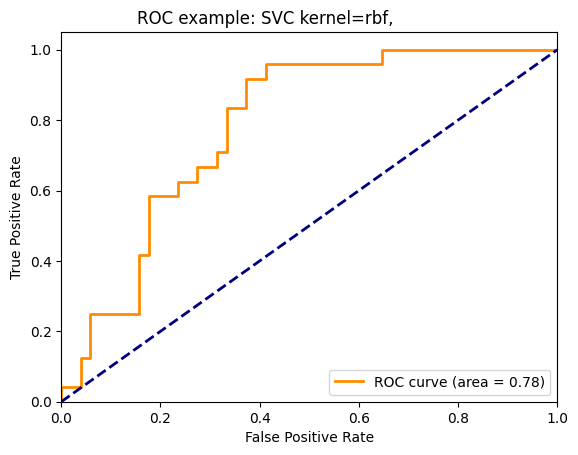 ROC example: SVC kernel=rbf,
True Positive Rate
1.0
0.8
0.6
0.4
0.2
0.0
ROC curve (area = 0.78)
0.0 0.2 0.4 0.6 0.8 1.0
False Positive Rate